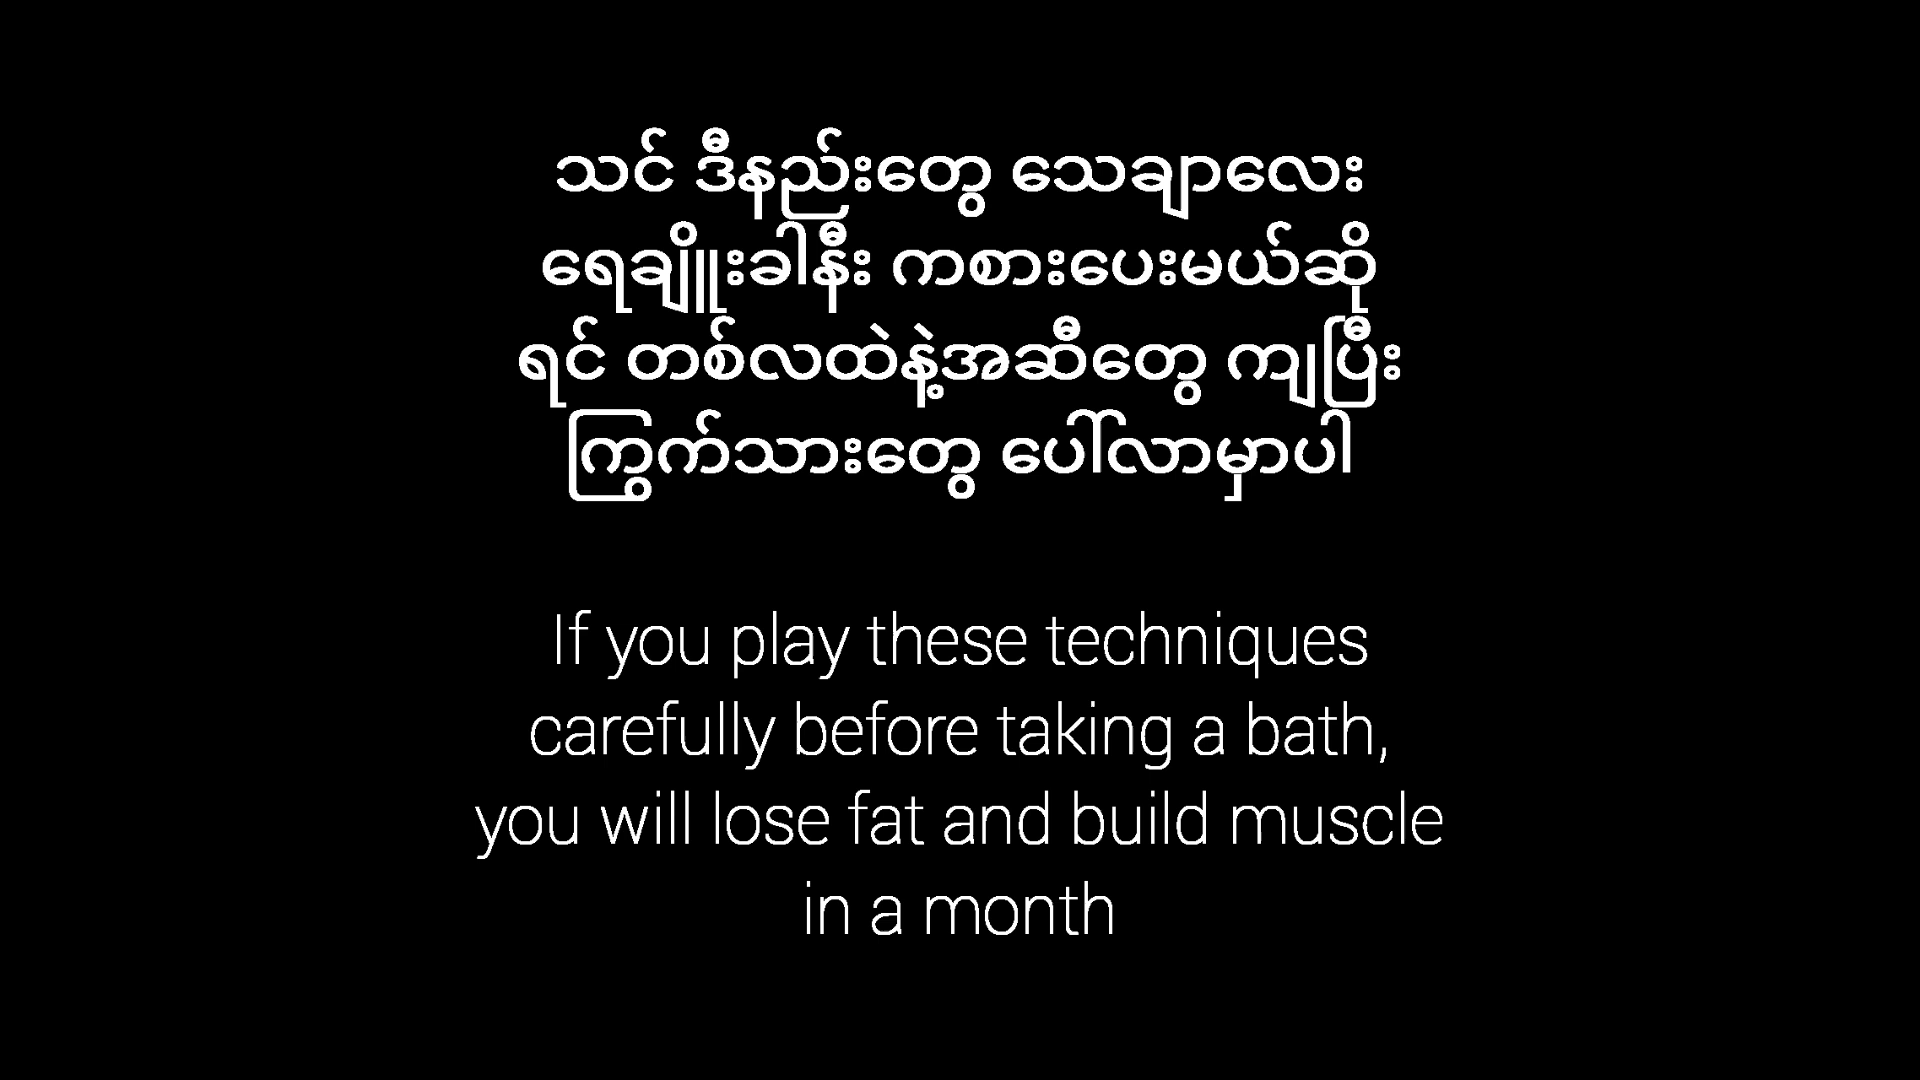 သင် ဒီနည်းတွေ သေချာလေး
ရေချိုူးခါနီး ကစားပေးမယ်ဆို
ရင် တစ်လထဲနဲ့အဆီတွေ ကျပြီး
ကြွက်သားတွေ ပေါ်လာမှာပါ
If you play these techniques
carefully before taking a bath,
you will lose fat and build muscle
in a month